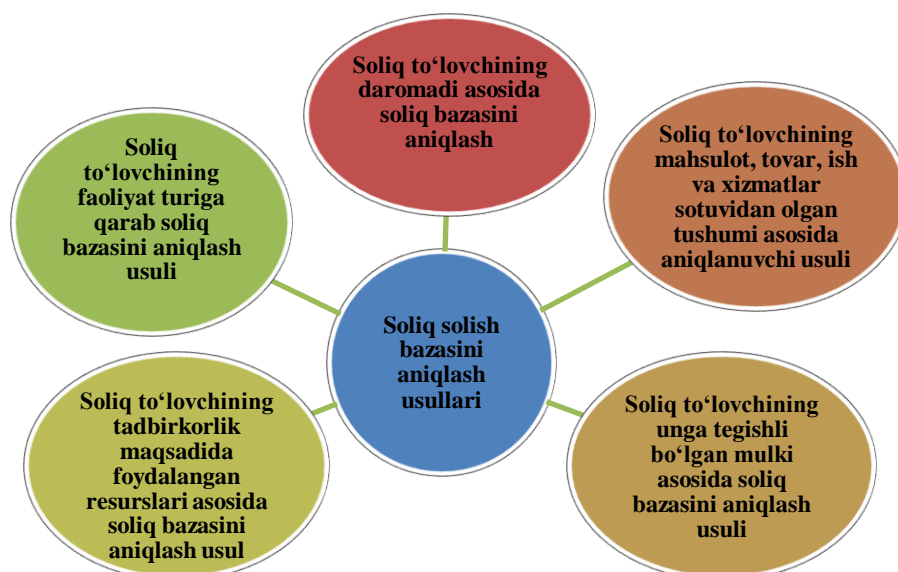 Soliq to‘lovchining
daromadi asosida
soliq bazasini
aniqlash
Soliq to‘lovchining
mahsulot, tovar, ish
va xizmatlar
sotuvidan olgan
tushumi asosida
aniqlanuvchi usuli
Soliq
to‘lovchining
faoliyat turiga
qarab soliq
bazasini aniqlash
usuli
Soliq solish
bazasini
aniqlash
usullari
Soliq to‘lovchining
tadbirkorlik
maqsadida
foydalangan
resurslari asosida
soliq bazasini
aniqlash usul
Soliq to‘lovchining
unga tegishli
bo‘lgan mulki
asosida soliq
bazasini aniqlash
usuli